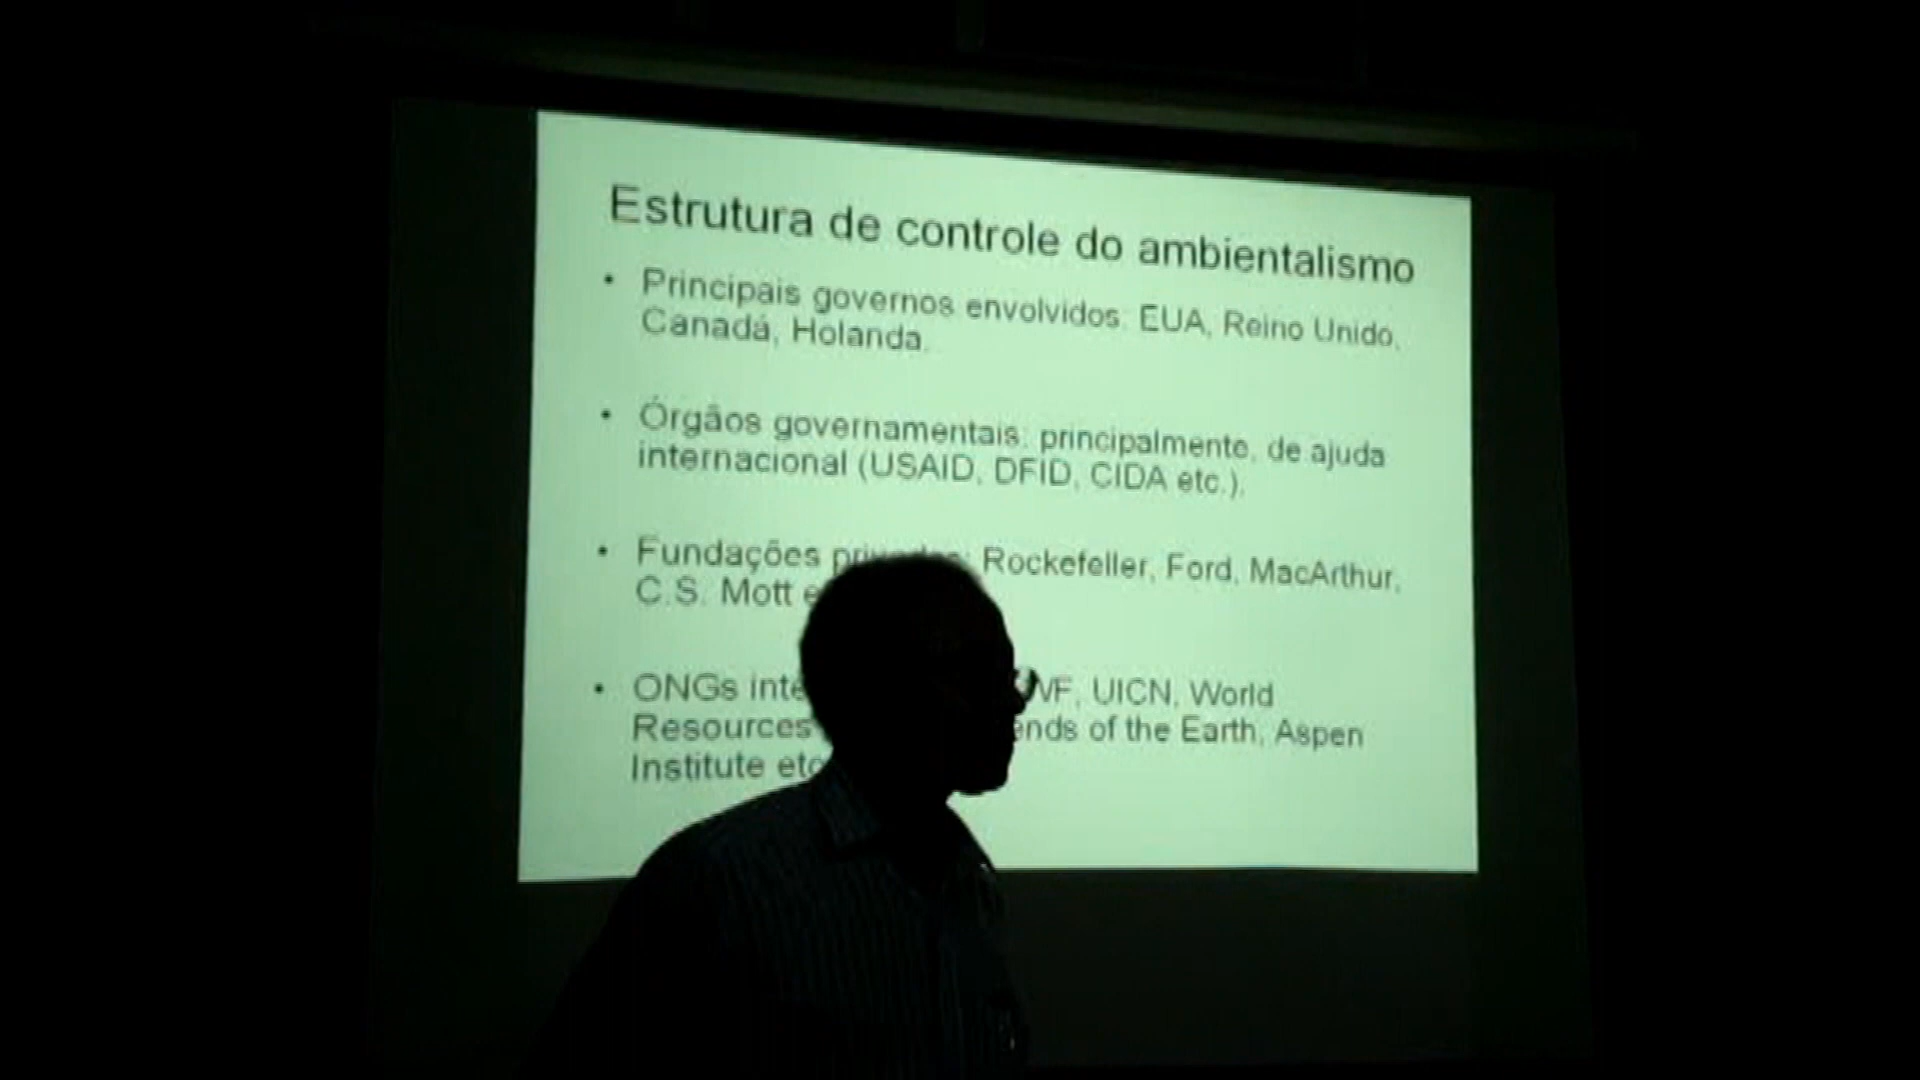 Estrutura de controle do ambientalismo
• Principais governos envolvidos: EUA, Reino Unido,
Canadá, Holanda.
• Órgãos governamentais: principalmente, de ajuda
internacional (USAID, DFID, CIDA etc.).
• Fundações Rockefeller, Ford, MacArthur,
C.S. Mott
• ONGs UICN, World
Resources of the Earth, Aspen
Institute etc